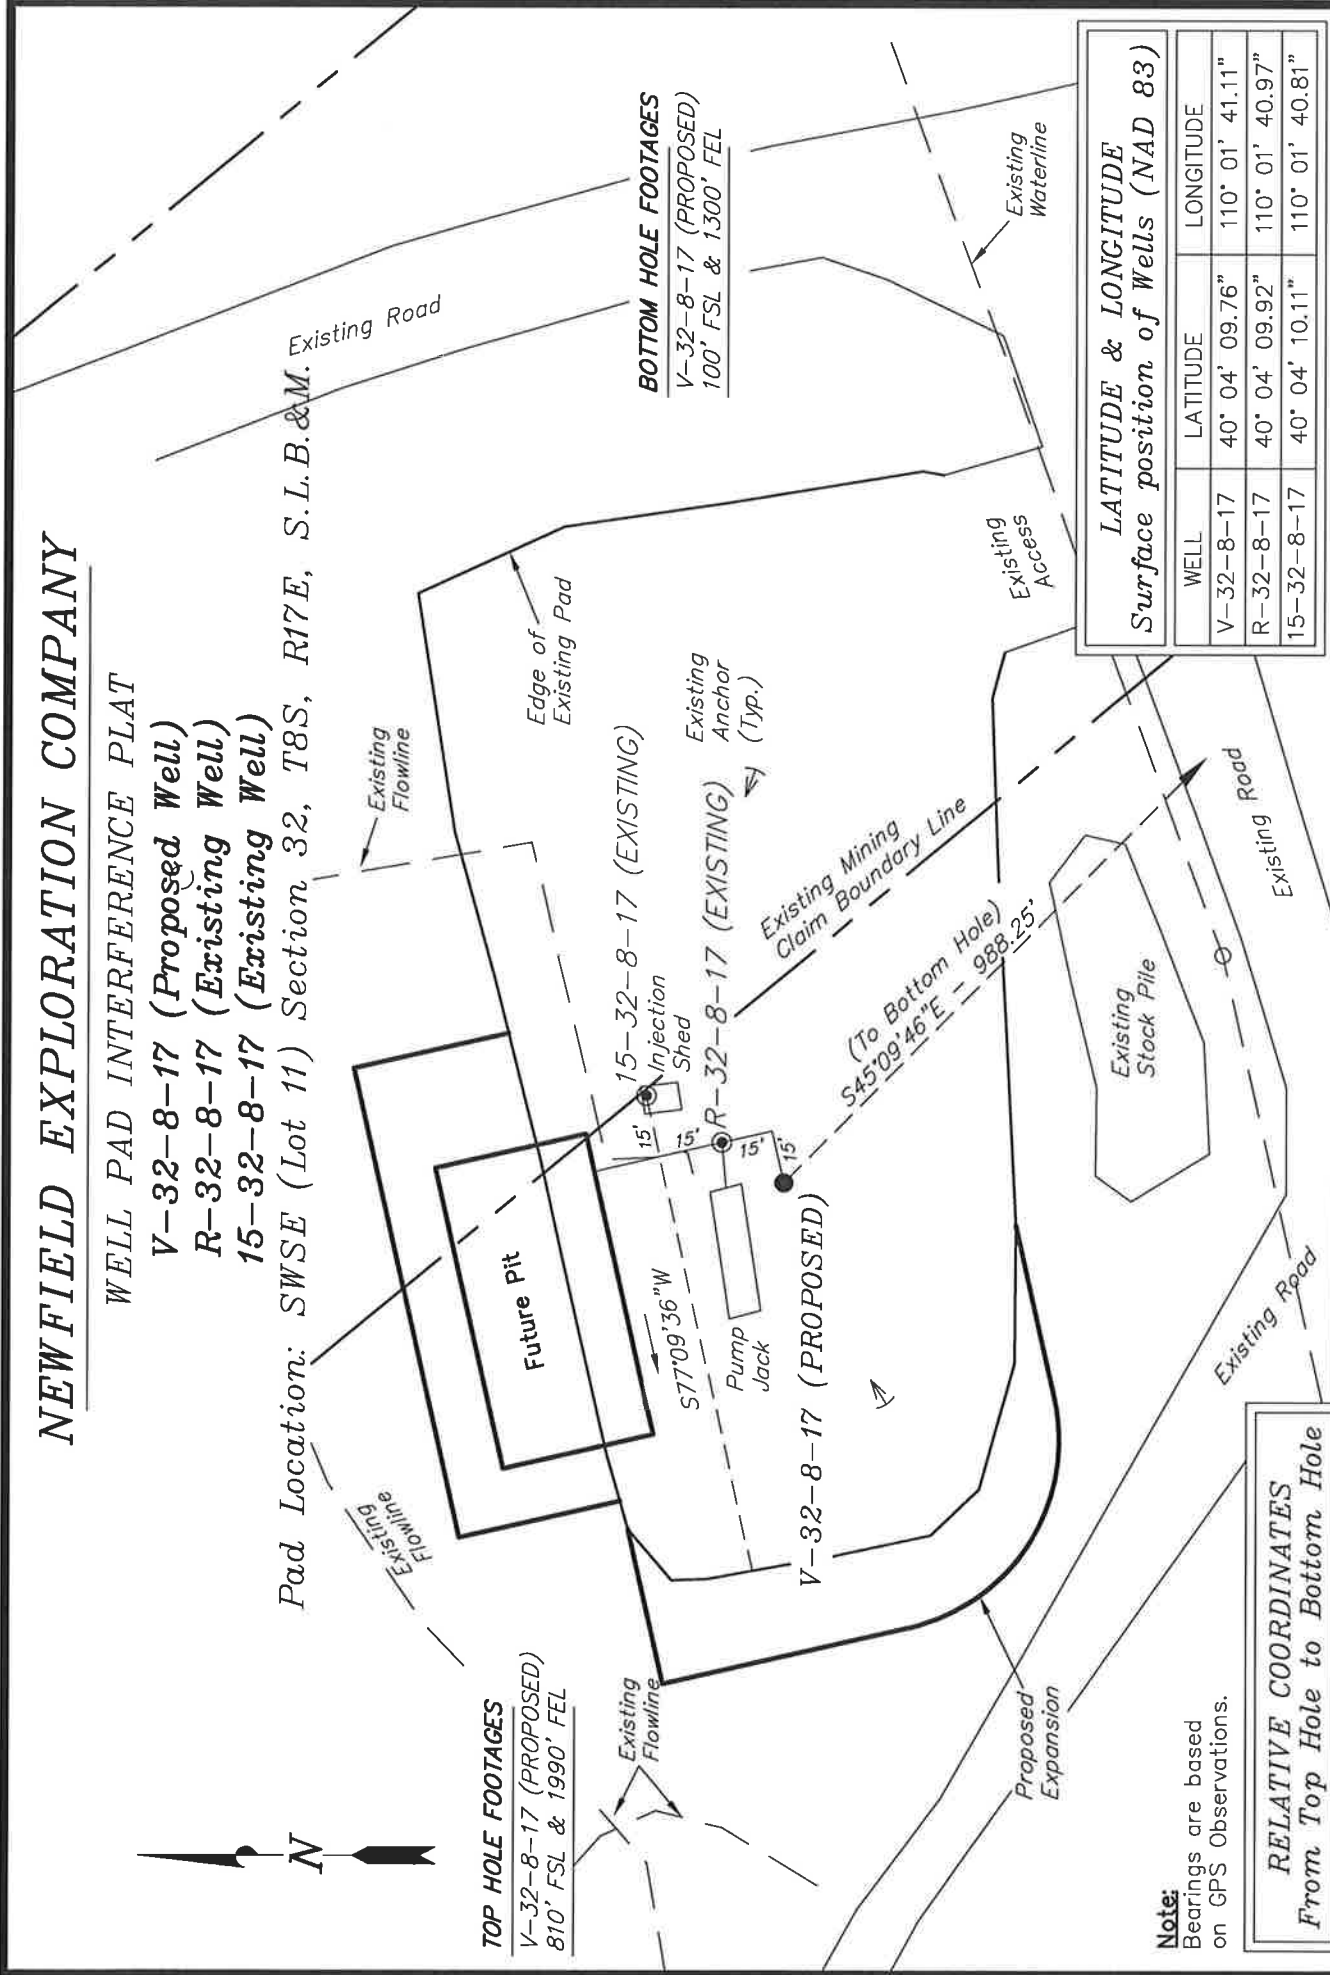 NEWFIELD EXPLORATION COMPANY
WELL PAD INTERFERENCE PLAT
V-32-8-17 (Proposed Well)
R-32-8-17 (Existing Well)
15-32-8-17 (Existing Well)
Pad Location: SWSE (Lot 11) Section 32, T8S, R17E, S.L.B.&M.
N
TOP HOLE FOOTAGES
V-32-8-17 (PROPOSED)
810' FSL & 1990' FEL
Existing
Flowline
Existing
Flowline
Existing
Flowline
Existing Road
Edge of
Existing Pad
Future Pit
BOTTOM HOLE FOOTAGES
V-32-8-17 (PROPOSED)
100' FSL & 1300' FEL
15-32-8-17 (EXISTING)
Injection
Shed
15'
15'
15'
15'
S77°09'36"W
R-32-8-17 (EXISTING)
Existing
Anchor
(Typ.)
Pump
Jack
Existing Mining
Claim Boundary Line
V-32-8-17 (PROPOSED)
(To Bottom Hole)
S45°09'46"E - 988.25'
Existing
Access
Existing
Waterline
Proposed
Expansion
Existing
Stock Pile
Existing Road
Existing Road
Note:
Bearings are based
on GPS Observations.
RELATIVE COORDINATES
From Top Hole to Bottom Hole
LATITUDE & LONGITUDE
Surface position of Wells (NAD 83)
WELL LATITUDE LONGITUDE
V-32-8-17 40° 04' 09.76" 110° 01' 41.11"
R-32-8-17 40° 04' 09.92" 110° 01' 40.97"
15-32-8-17 40° 04' 10.11" 110° 01' 40.81"